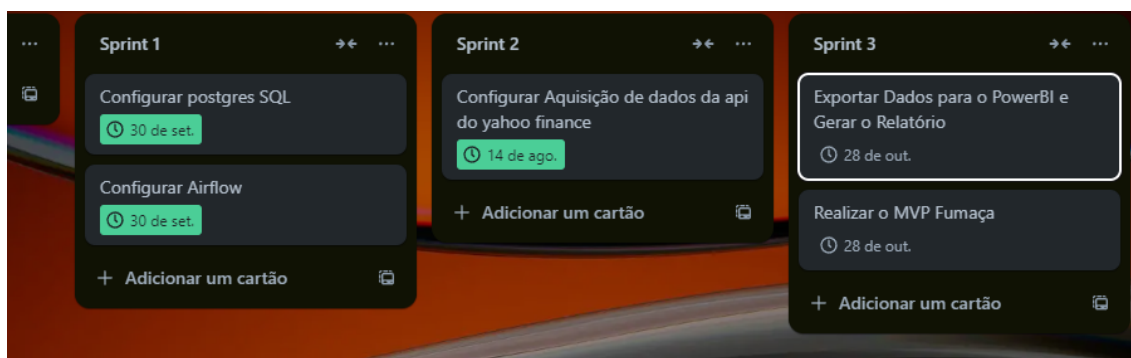 Sprint 1
Configurar postgres SQL
30 de set.
Configurar Airflow
30 de set.
+ Adicionar um cartão
Sprint 2
Configurar Aquisição de dados da api
do yahoo finance
14 de ago.
+ Adicionar um cartão
Sprint 3
Exportar Dados para o PowerBI e
Gerar o Relatório
28 de out.
Realizar o MVP Fumaça
28 de out.
+ Adicionar um cartão